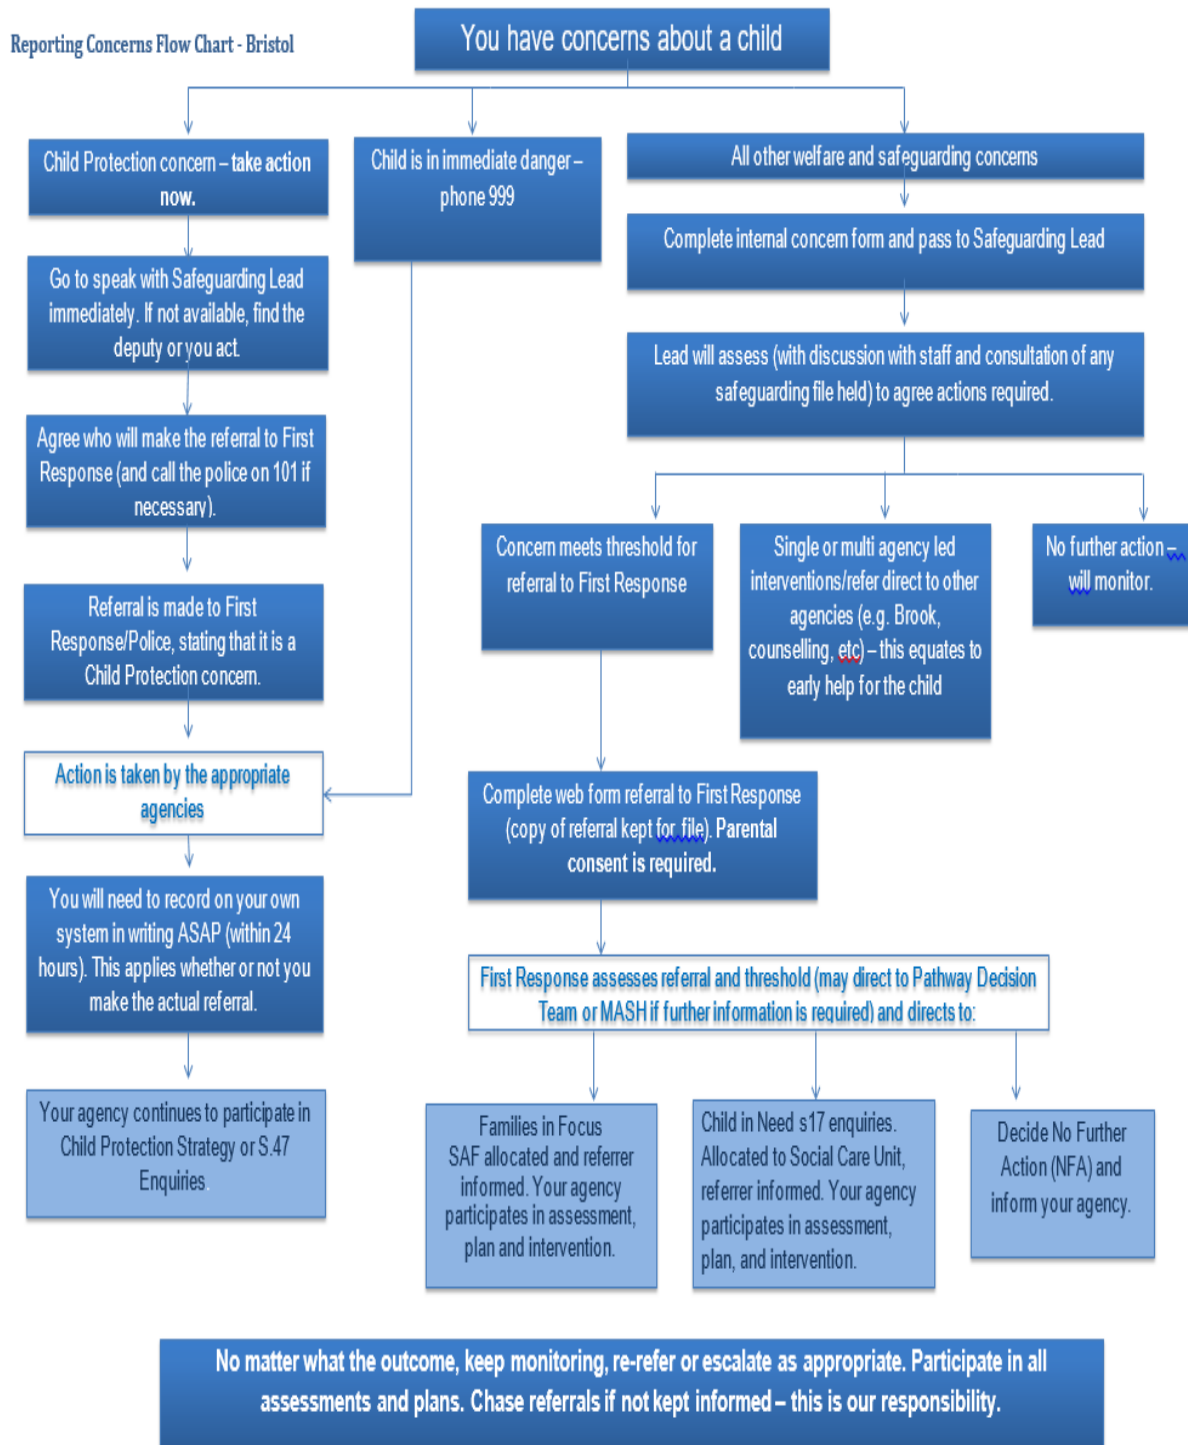 Reporting Concerns Flow Chart - Bristol
You have concerns about a child
Child Protection concern – take action
now.
Child is in immediate danger –
phone 999
All other welfare and safeguarding concerns
Complete internal concern form and pass to Safeguarding Lead
Go to speak with Safeguarding Lead
immediately. If not available, find the
deputy or you act.
Lead will assess (with discussion with staff and consultation of any
safeguarding file held) to agree actions required.
Agree who will make the referral to First
Response (and call the police on 101 if
necessary).
Concern meets threshold for
referral to First Response
Single or multi agency led
interventions/refer direct to other
agencies (e.g. Brook,
counselling, etc) – this equates to
early help for the child
No further action –
will monitor.
Referral is made to First
Response/Police, stating that it is a
Child Protection concern.
Action is taken by the appropriate
agencies
Complete web form referral to First Response
(copy of referral kept for file). Parental
consent is required.
You will need to record on your own
system in writing ASAP (within 24
hours). This applies whether or not you
make the actual referral.
First Response assesses referral and threshold (may direct to Pathway Decision
Team or MASH if further information is required) and directs to:
Your agency continues to participate in
Child Protection Strategy or S.47
Enquiries.
Families in Focus
SAF allocated and referrer
informed. Your agency
participates in assessment,
plan and intervention.
Child in Need s17 enquiries.
Allocated to Social Care Unit,
referrer informed. Your agency
participates in assessment,
plan, and intervention.
Decide No Further
Action (NFA) and
inform your agency.
No matter what the outcome, keep monitoring, re-refer or escalate as appropriate. Participate in all
assessments and plans. Chase referrals if not kept informed – this is our responsibility.